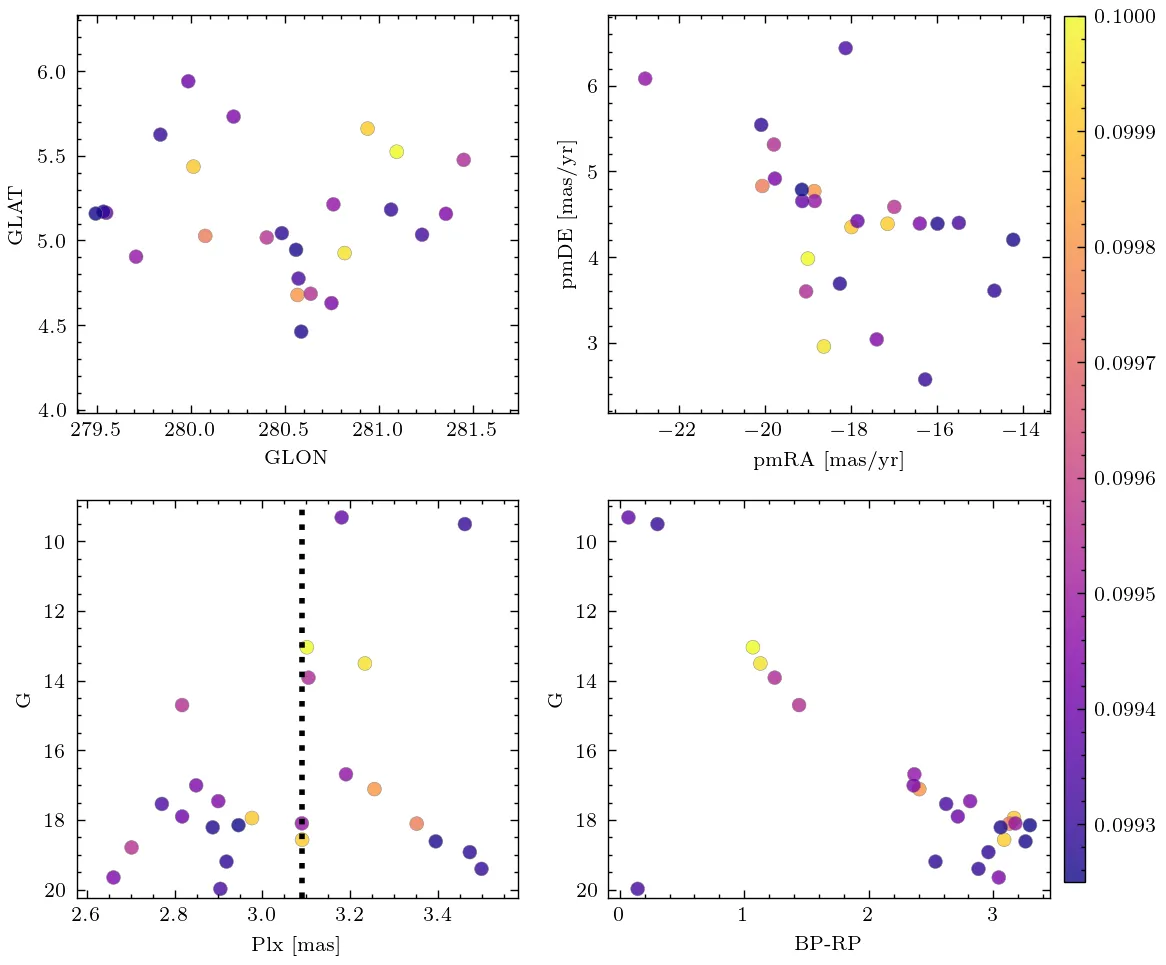 6.0
5.5
5.0
4.5
4.0
GLAT
279.5 280.0 280.5 281.0 281.5
GLON
6
5
4
3
pmDE [mas/yr]
−22 −20 −18 −16 −14
pmRA [mas/yr]
10
12
14
16
18
20
G
2.6 2.8 3.0 3.2 3.4
Plx [mas]
10
12
14
16
18
20
G
0 1 2 3
BP-RP
0.1000
0.0999
0.0998
0.0997
0.0996
0.0995
0.0994
0.0993